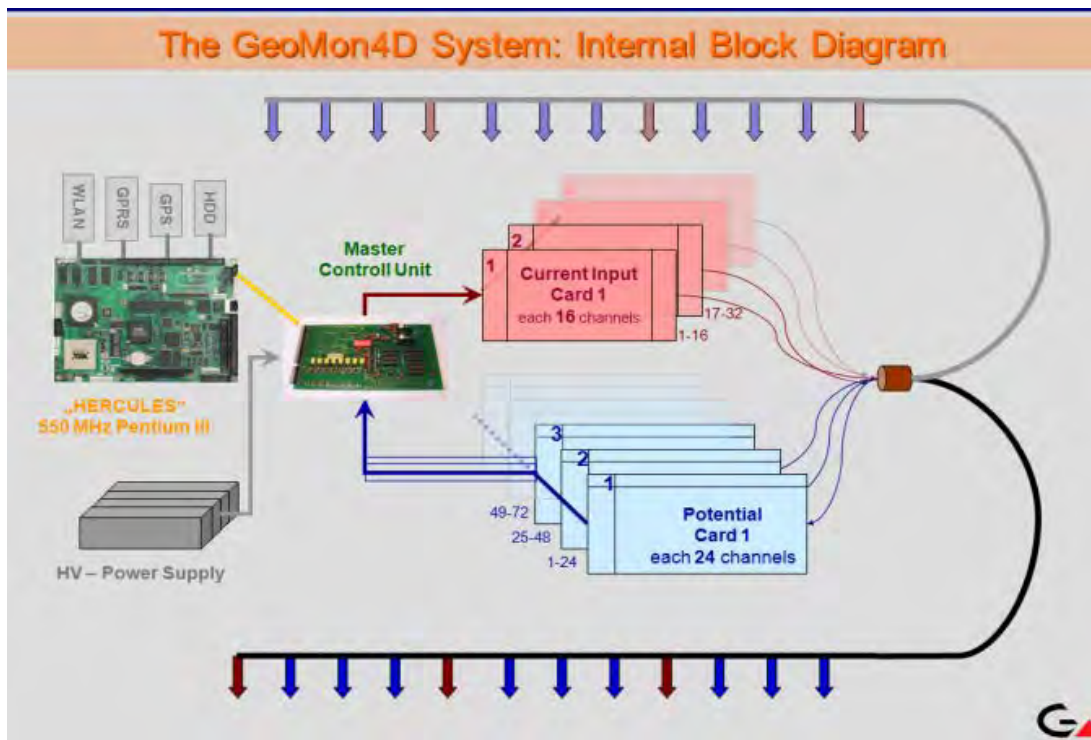 The GeoMon4D System: Internal Block Diagram
WLAN
GPRS
GPS
HDD
Master
Controll Unit
2
1
Current Input
Card 1
each 16 channels
17-32
1-16
„HERCULES"
550 MHz Pentium III
3
2
1
49-72
25-48
1-24
Potential
Card 1
each 24 channels
HV – Power Supply